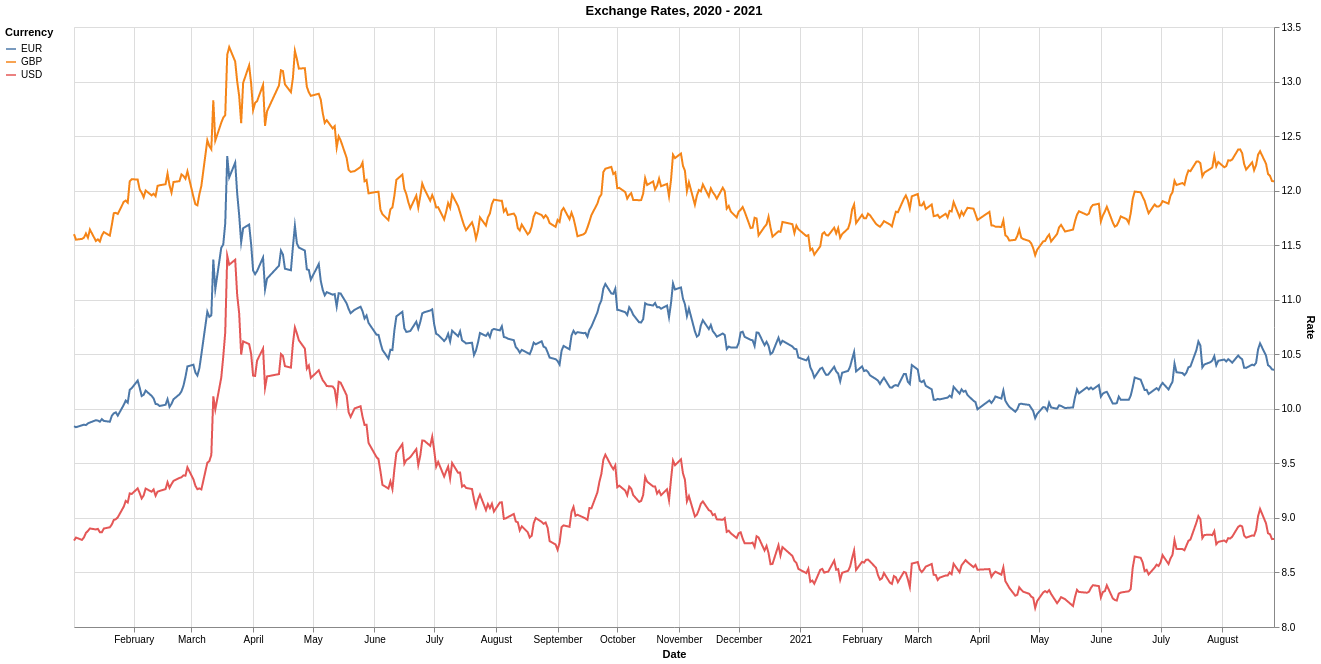 Exchange Rates, 2020 - 2021
Currency
EUR
GBP
USD
13.5
13.0
12.5
12.0
11.5
11.0
10.5
10.0
9.5
9.0
8.5
8.0
Rate
February March April May June July August September October November December 2021 February March April May June July August
Date